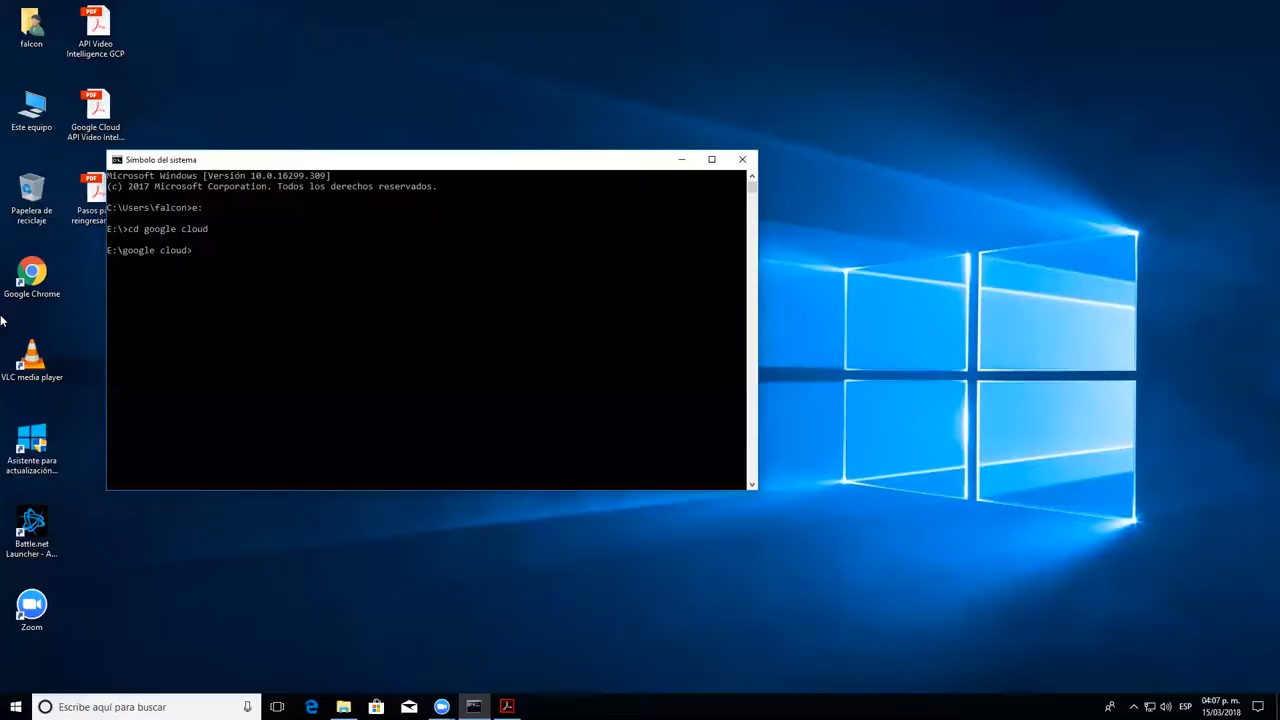 falcon
API Video
Intelligence GCP
Este equipo
Google Cloud
API Video Intel...
Papelera de
reciclaje
Pasos pa
reingresar
Google Chrome
VLC media player
Asistente para
actualización...
Battle.net
Launcher - A...
Zoom
Símbolo del sistema
Microsoft Windows [Versión 10.0.16299.309]
(c) 2017 Microsoft Corporation. Todos los derechos reservados.
C:\Users\falcon>e:
E:\>cd google cloud
E:\google cloud>
Escribe aquí para buscar
ESP
04:07 p. m.
15/03/2018